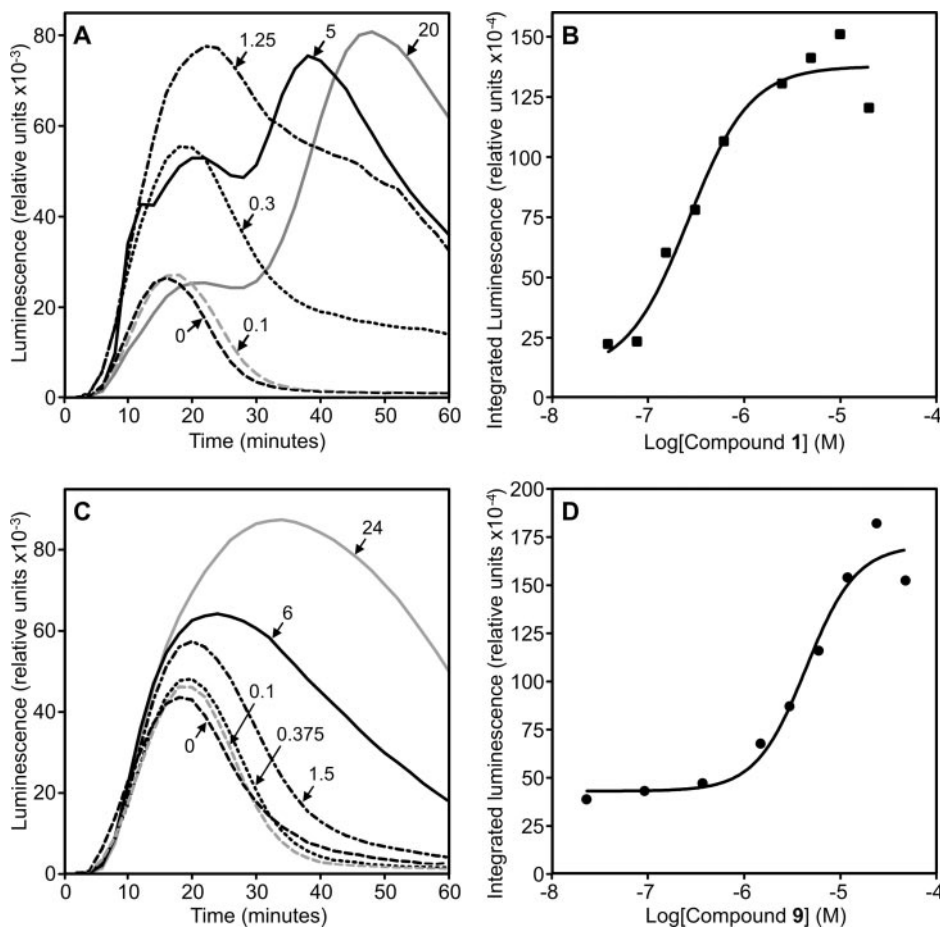 A
80
60
40
20
0
0 10 20 30 40 50 60
Luminescence (relative units x10⁻³)
Time (minutes)
1.25
5
20
0.3
0.1
0
B
150
125
100
75
50
25
0
-8 -7 -6 -5 -4
Integrated Luminescence (relative units x10⁻⁴)
Log[Compound 1] (M)
C
80
60
40
20
0
0 10 20 30 40 50 60
Luminescence (relative units x10⁻³)
Time (minutes)
24
6
0.1
0.375
0
1.5
D
200
175
150
125
100
75
50
25
0
-8 -7 -6 -5 -4
Integrated luminescence (relative units x10⁻⁴)
Log[Compound 9] (M)